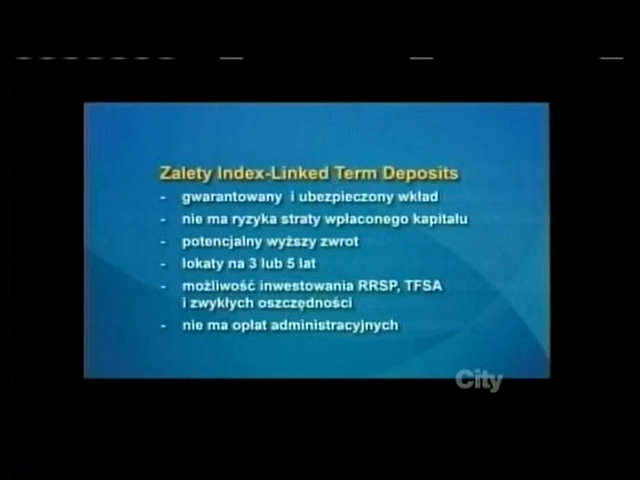 Zalety Index-Linked Term Deposits
- gwarantowany i ubezpieczony wkład
- nie ma ryzyka straty wpłaconego kapitału
- potencjalny wyższy zwrot
- lokaty na 3 lub 5 lat
- możliwość inwestowania RRSP, TFSA
i zwykłych oszczędności
- nie ma opłat administracyjnych
City